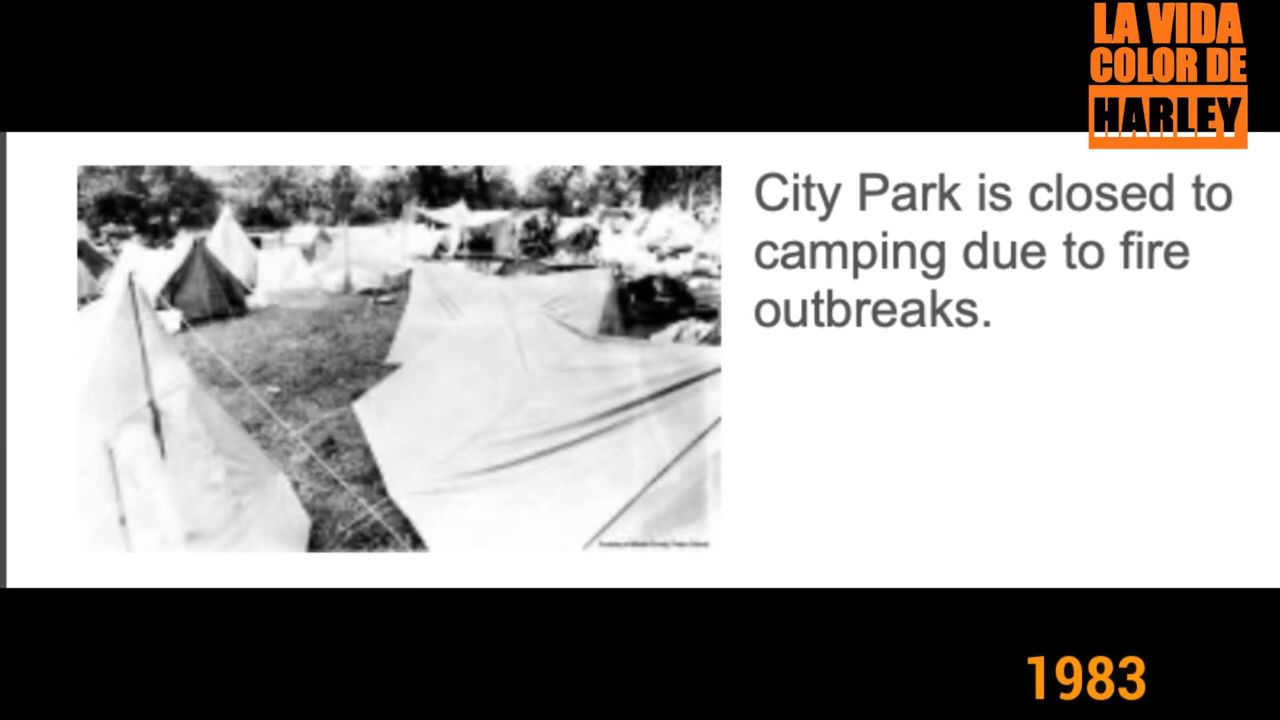 LA VIDA
COLOR DE
HARLEY
City Park is closed to
camping due to fire
outbreaks.
1983